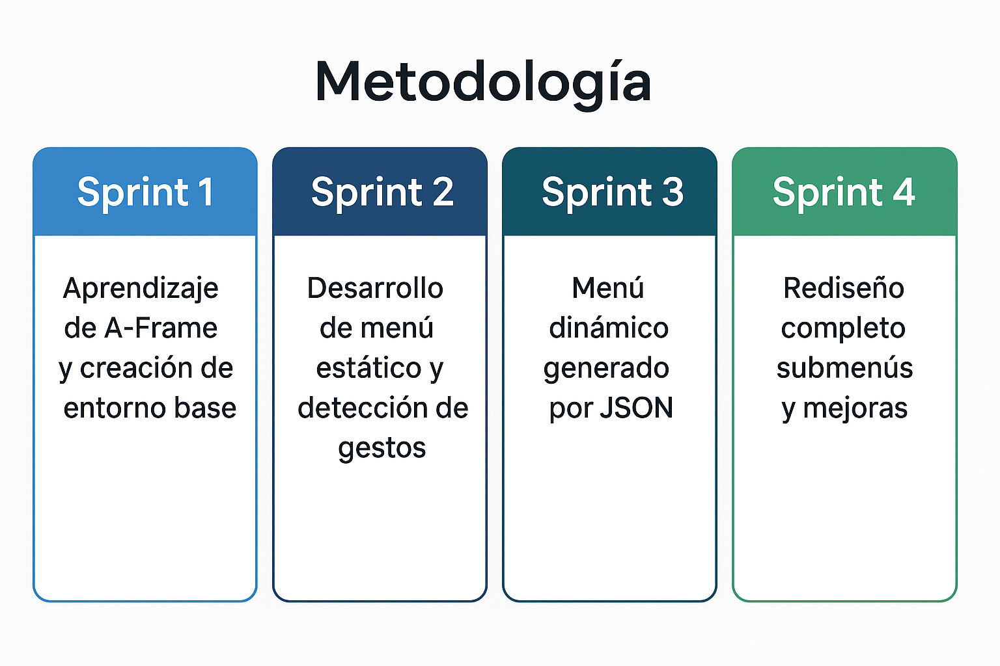 Metodología
Sprint 1
Aprendizaje
de A-Frame
y creación de
entorno base
Sprint 2
Desarrollo
de menú
estático y
detección de
gestos
Sprint 3
Menú
dinámico
generado
por JSON
Sprint 4
Rediseño
completo
submenús
y mejoras